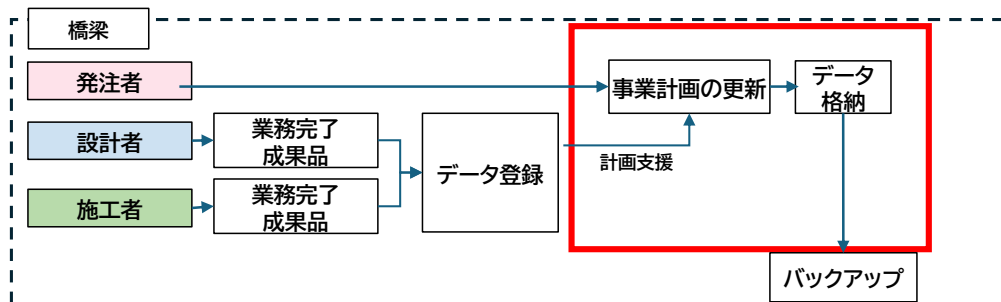 橋梁
発注者
事業計画の更新
データ
格納
設計者
業務完了
成果品
データ登録
計画支援
施工者
業務完了
成果品
バックアップ